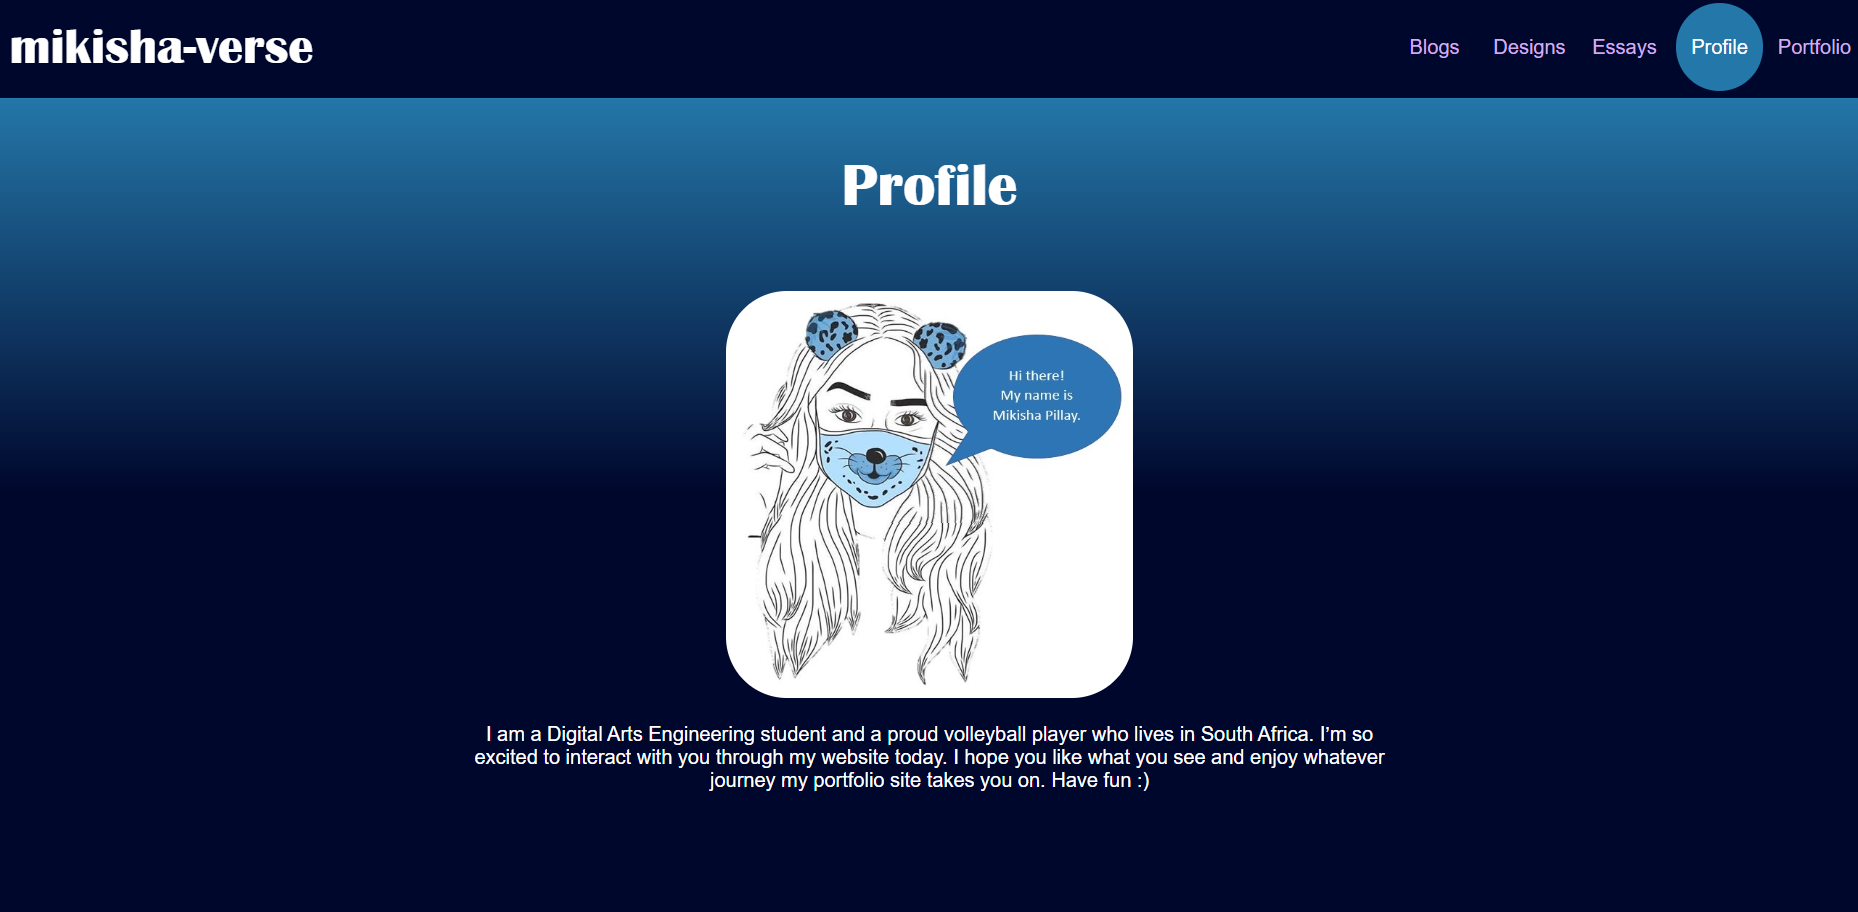 mikisha-verse
Blogs Designs Essays Profile Portfolio
Profile
Hi there!
My name is
Mikisha Pillay.
I am a Digital Arts Engineering student and a proud volleyball player who lives in South Africa. I’m so
excited to interact with you through my website today. I hope you like what you see and enjoy whatever
journey my portfolio site takes you on. Have fun :)